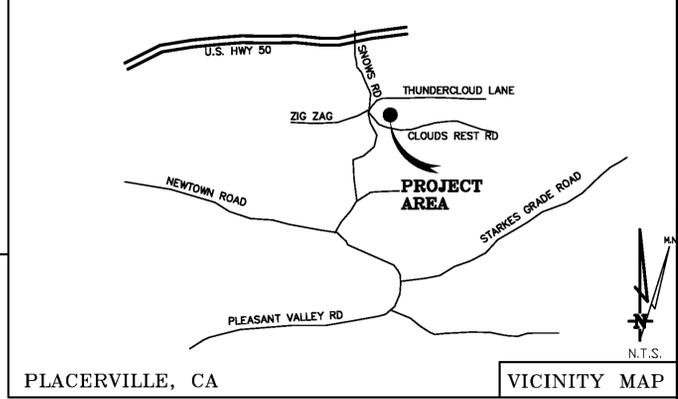 U.S. HWY 50
SNOWS RD
THUNDERCLOUD LANE
ZIG ZAG
CLOUDS REST RD
PROJECT
AREA
NEWTOWN ROAD
STARKES GRADE ROAD
M.N
PLEASANT VALLEY RD
N
N.T.S.
PLACERVILLE, CA
VICINITY MAP